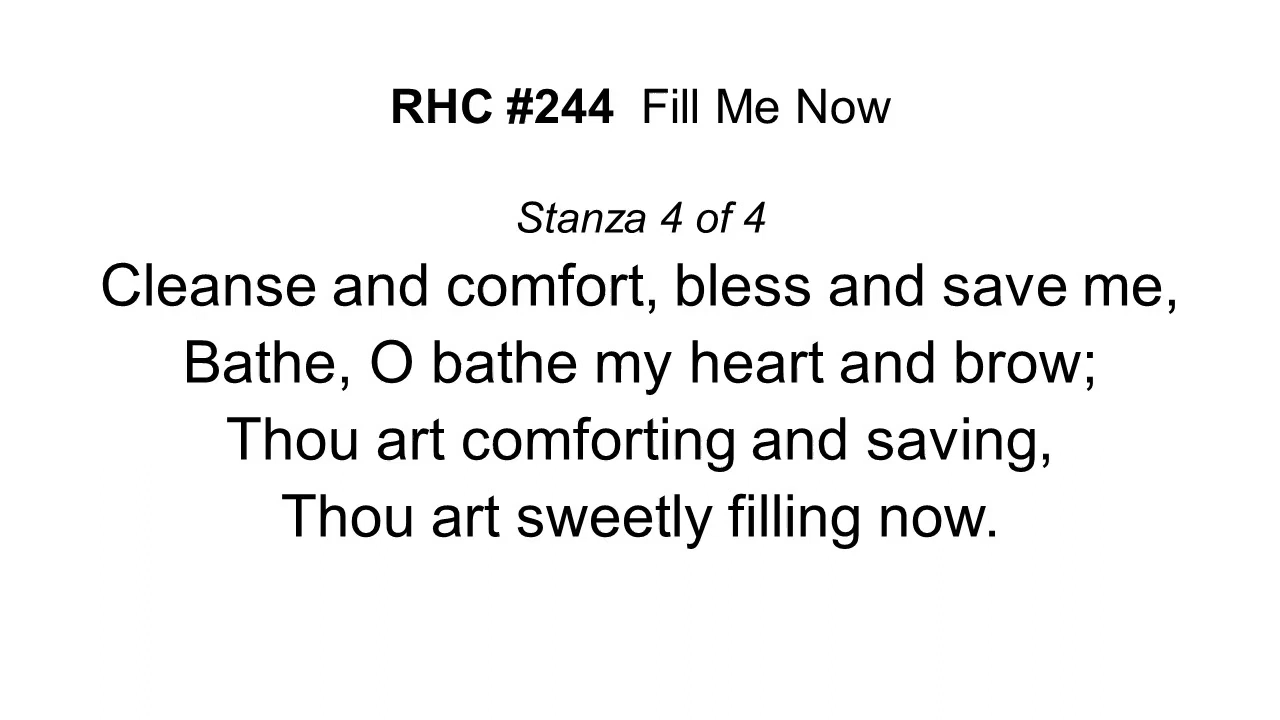 RHC #244 Fill Me Now
Stanza 4 of 4
Cleanse and comfort, bless and save me,
Bathe, O bathe my heart and brow;
Thou art comforting and saving,
Thou art sweetly filling now.